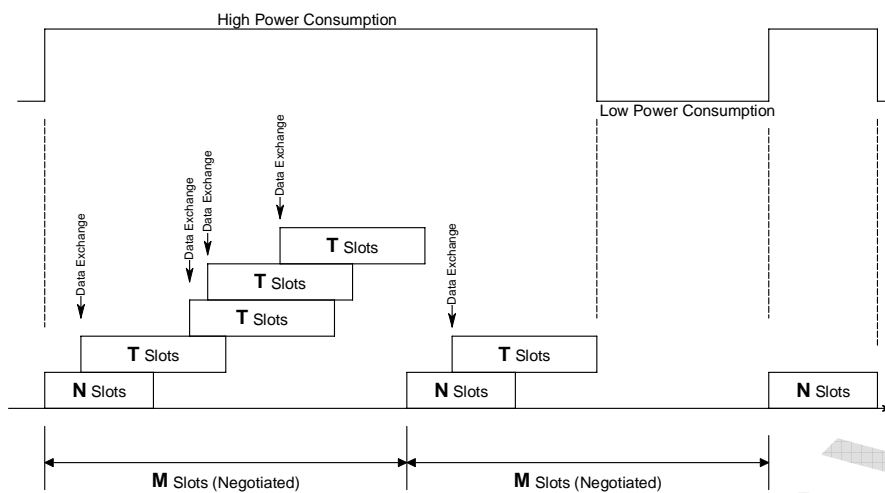 High Power Consumption
Low Power Consumption
Data Exchange
Data Exchange
Data Exchange
Data Exchange
Data Exchange
T Slots
T Slots
T Slots
T Slots
T Slots
N Slots
N Slots
N Slots
M Slots (Negotiated)
M Slots (Negotiated)